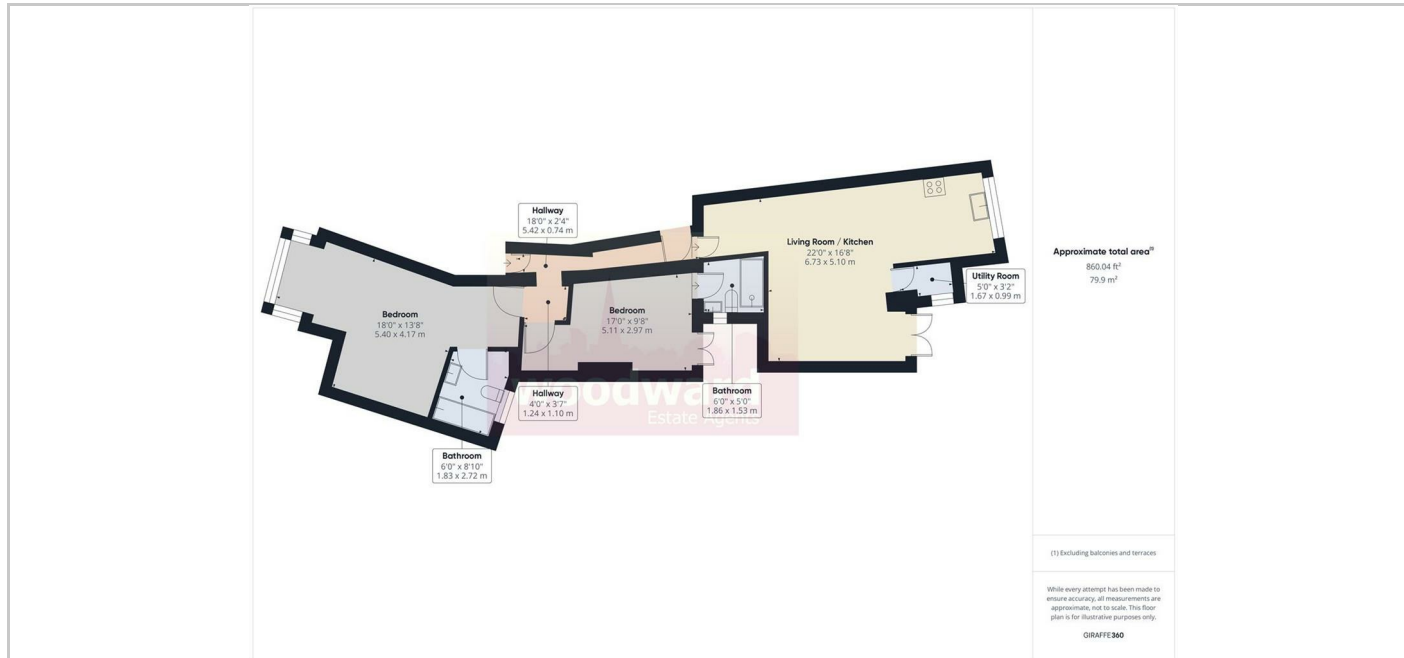 Hallway
18'0" x 2'4"
5.42 x 0.74 m
Living Room / Kitchen
22'0" x 16'8"
6.73 x 5.10 m
Utility Room
5'0" x 3'2"
1.67 x 0.99 m
Bedroom
18'0" x 13'8"
5.40 x 4.17 m
Bedroom
17'0" x 9'8"
5.11 x 2.97 m
Hallway
4'0" x 3'7"
1.24 x 1.10 m
Bathroom
6'0" x 5'0"
1.86 x 1.53 m
Bathroom
6'0" x 8'10"
1.83 x 2.72 m
woodward
Estate Agents
Approximate total area⁽¹⁾
860.04 ft²
79.9 m²
(1) Excluding balconies and terraces
While every attempt has been made to
ensure accuracy, all measurements are
approximate, not to scale. This floor
plan is for illustrative purposes only.
GIRAFFE360